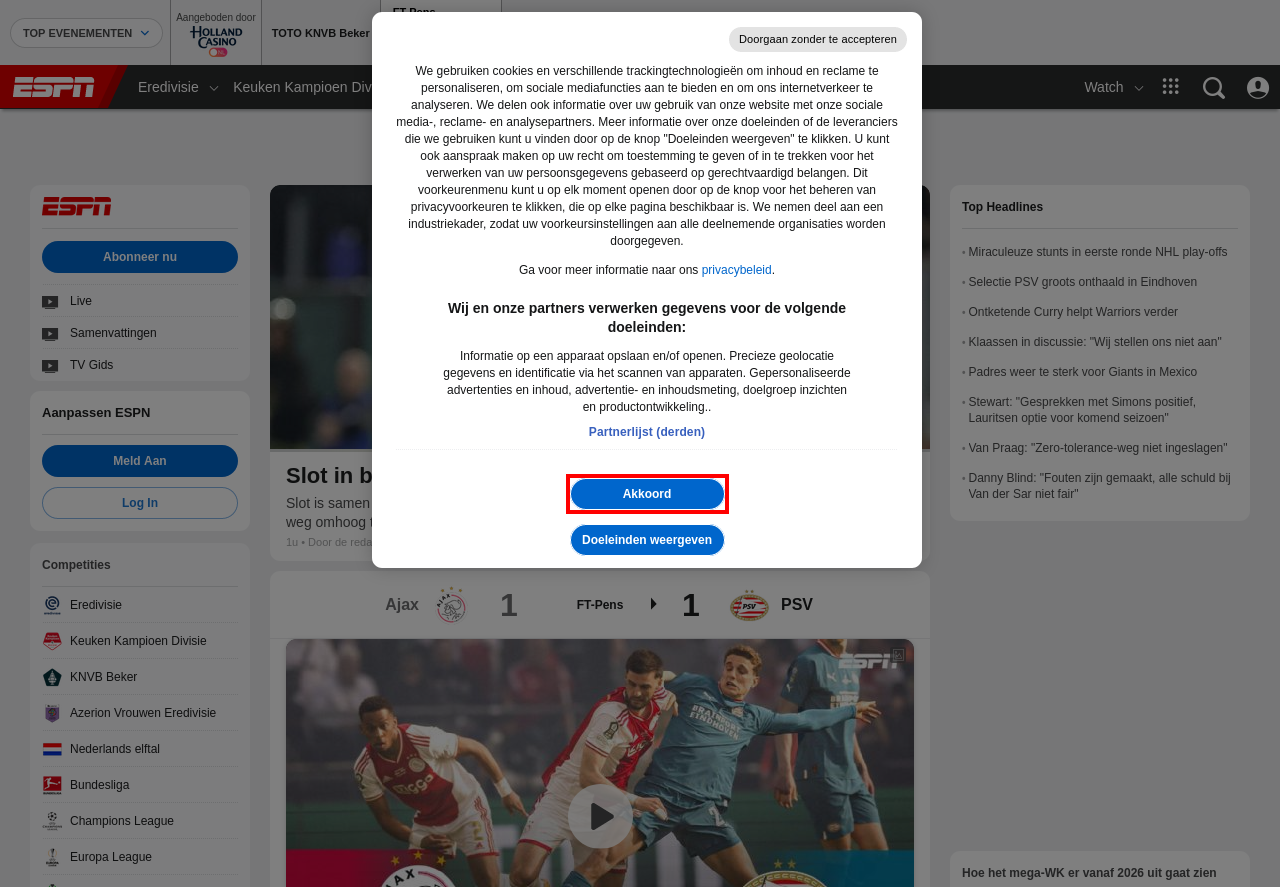 TOP EVENEMENTEN
Aangeboden door
HOLLAND
CASINO
TOTO KNVB Beker
FT-Pens
ESPN
Eredivisie
Keuken Kampioen Div
Watch
Doorgaan zonder te accepteren
We gebruiken cookies en verschillende trackingtechnologieën om inhoud en reclame te
personaliseren, om sociale mediafuncties aan te bieden en om ons internetverkeer te
analyseren. We delen ook informatie over uw gebruik van onze website met onze sociale
media-, reclame- en analysepartners. Meer informatie over onze doeleinden of de leveranciers
die we gebruiken kunt u vinden door op de knop "Doeleinden weergeven" te klikken. U kunt
ook aanspraak maken op uw recht om toestemming te geven of in te trekken voor het
verwerken van uw persoonsgegevens gebaseerd op gerechtvaardigd belangen. Dit
voorkeurenmenu kunt u op elk moment openen door op de knop voor het beheren van
privacyvoorkeuren te klikken, die op elke pagina beschikbaar is. We nemen deel aan een
industriekader, zodat uw voorkeursinstellingen aan alle deelnemende organisaties worden
doorgegeven.
Ga voor meer informatie naar ons privacybeleid.
Wij en onze partners verwerken gegevens voor de volgende
doeleinden:
Informatie op een apparaat opslaan en/of openen. Precieze geolocatie
gegevens en identificatie via het scannen van apparaten. Gepersonaliseerde
advertenties en inhoud, advertentie- en inhoudsmeting, doelgroep inzichten
en productontwikkeling..
Partnerlijst (derden)
Akkoord
Doeleinden weergeven
ESPN
Abonneer nu
Live
Samenvattingen
TV Gids
Aanpassen ESPN
Meld Aan
Log In
Competities
Eredivisie
Keuken Kampioen Divisie
KNVB Beker
Azerion Vrouwen Eredivisie
Nederlands elftal
Bundesliga
Champions League
Europa League
Slot in b
Slot is samen
weg omhoog t
1u • Door de reda
Ajax 1 FT-Pens 1 PSV
ESPN
Top Headlines
Miraculeuze stunts in eerste ronde NHL play-offs
Selectie PSV groots onthaald in Eindhoven
Ontketende Curry helpt Warriors verder
Klaassen in discussie: "Wij stellen ons niet aan"
Padres weer te sterk voor Giants in Mexico
Stewart: "Gesprekken met Simons positief,
Lauritsen optie voor komend seizoen"
Van Praag: "Zero-tolerance-weg niet ingeslagen"
Danny Blind: "Fouten zijn gemaakt, alle schuld bij
Van der Sar niet fair"
Hoe het mega-WK er vanaf 2026 uit gaat zien